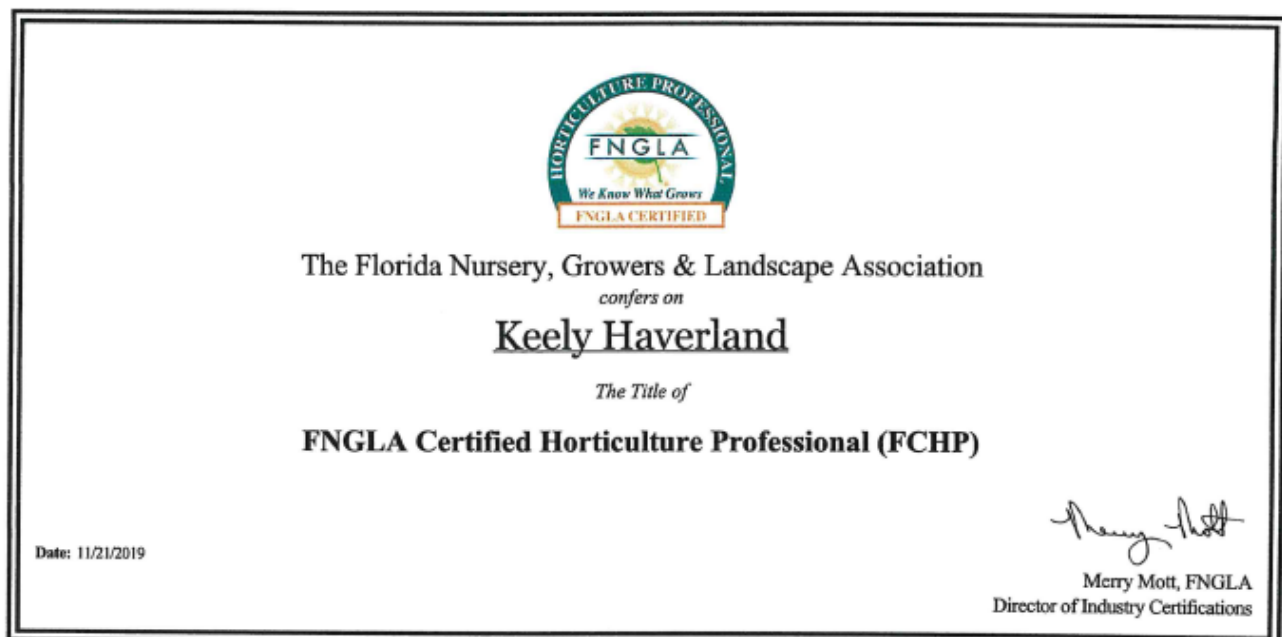 HORTICULTURE PROFESSIONAL
FNGLA
We Know What Grows
FNGLA CERTIFIED
The Florida Nursery, Growers & Landscape Association
confers on
Keely Haverland
The Title of
FNGLA Certified Horticulture Professional (FCHP)
Merry Mott
Date: 11/21/2019
Merry Mott, FNGLA
Director of Industry Certifications